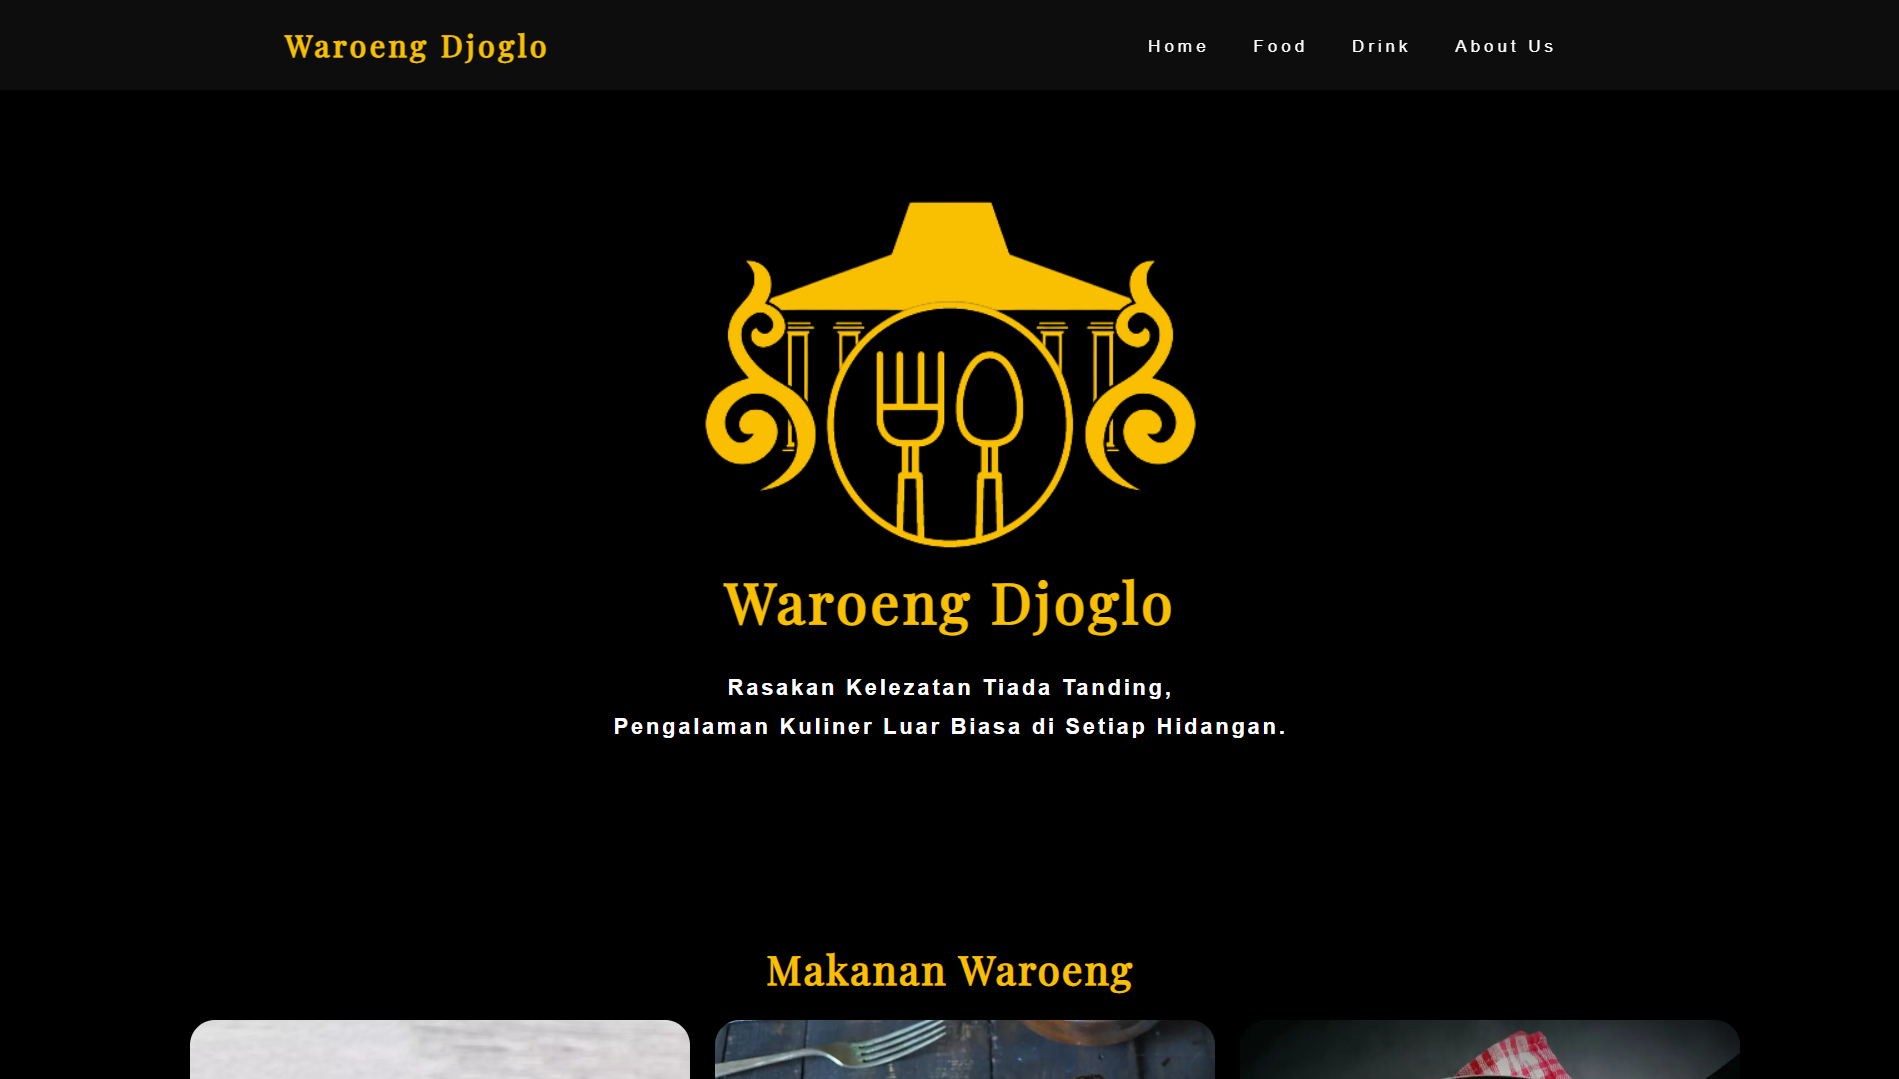 Waroeng Djoglo
Home Food Drink About Us
Waroeng Djoglo
Rasakan Kelezatan Tiada Tanding,
Pengalaman Kuliner Luar Biasa di Setiap Hidangan.
Makanan Waroeng